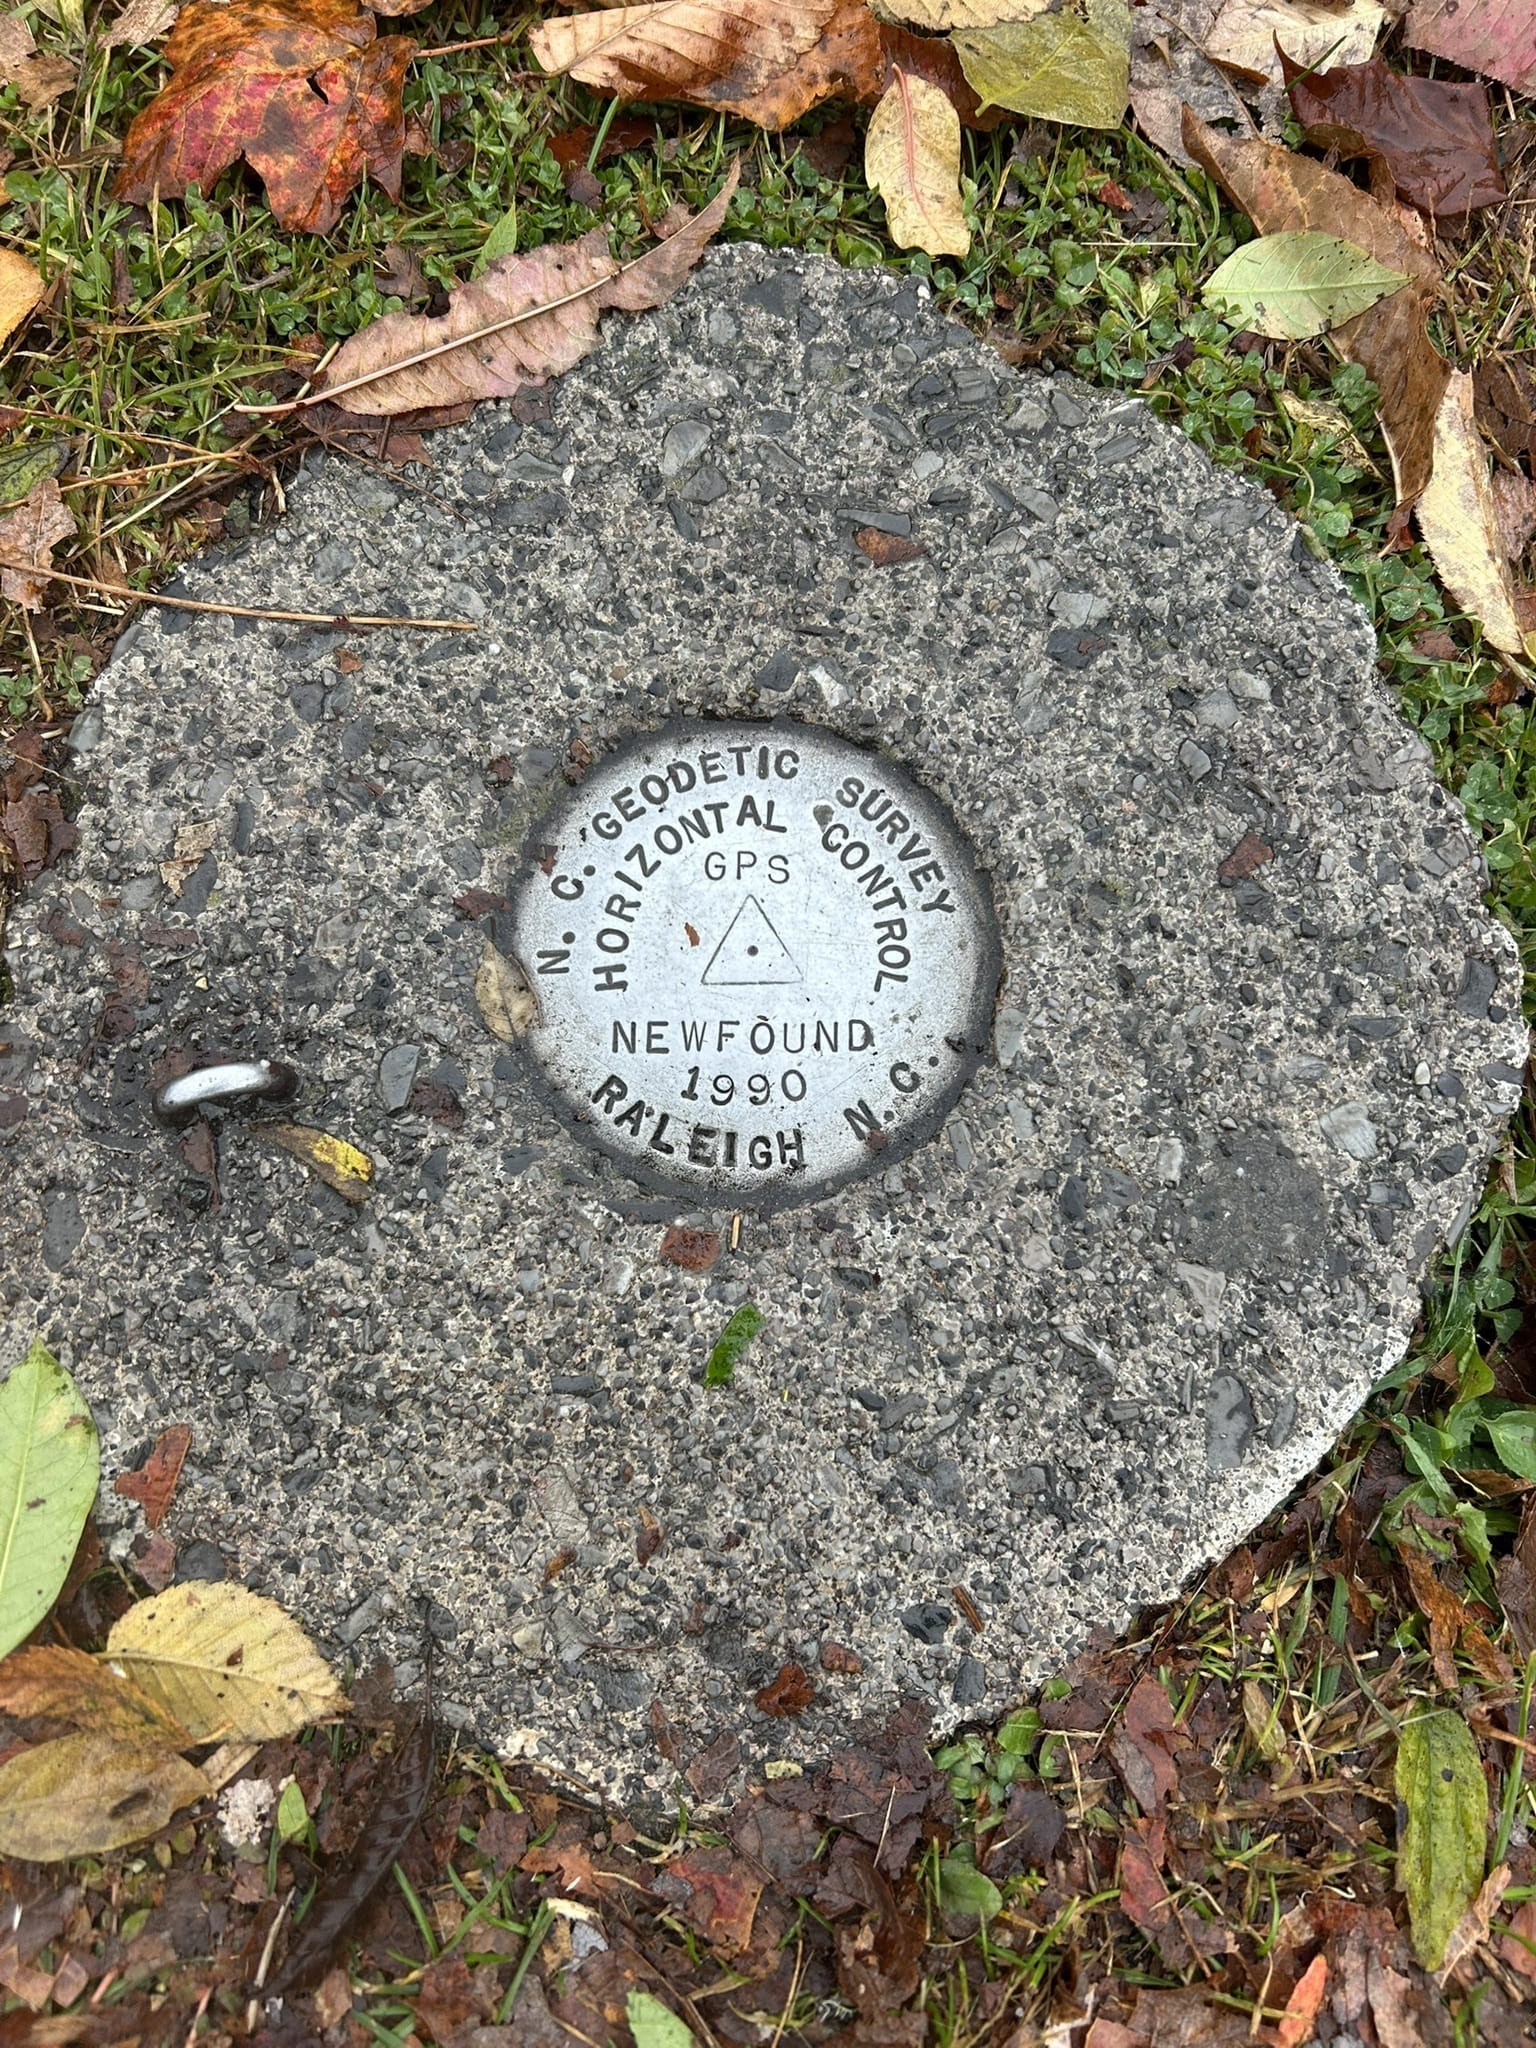 N. C. GEODETIC SURVEY
HORIZONTAL CONTROL
GPS
NEWFOUND
1990
RALEIGH N. C.